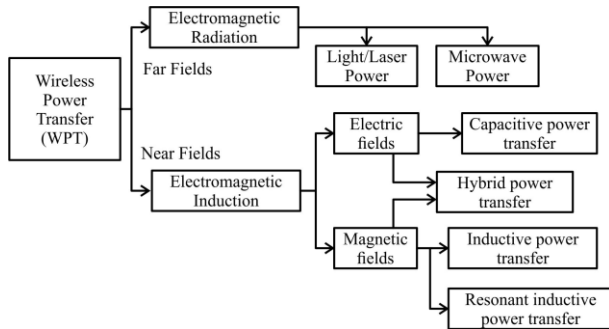 Electromagnetic
Radiation
Light/Laser
Power
Microwave
Power
Far Fields
Wireless
Power
Transfer
(WPT)
Near Fields
Electromagnetic
Induction
Electric
fields
Capacitive power
transfer
Hybrid power
transfer
Magnetic
fields
Inductive power
transfer
Resonant inductive
power transfer